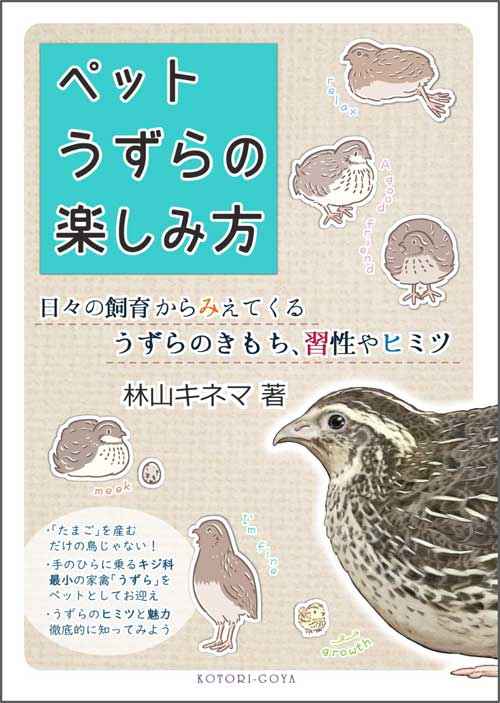 ペット
うずらの
楽しみ方
relax
A good friend
日々の飼育からみえてくる
うずらのきもち、習性やヒミツ
林山キネマ 著
meek
I'm fine
・「たまご」を産む
だけの鳥じゃない！
・手のひらに乗るキジ科
最小の家禽「うずら」を
ペットとしてお迎え
・うずらのヒミツと魅力
徹底的に知ってみよう
growth
KOTORI-GOYA